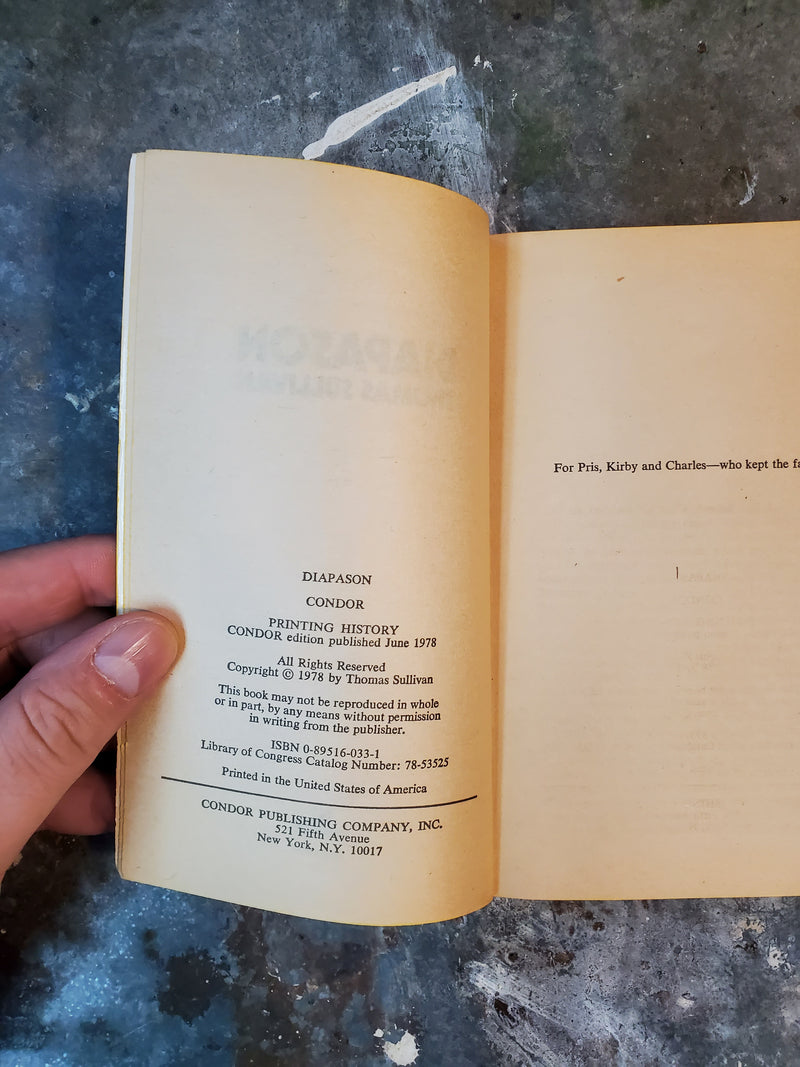 DIAPASON
CONDOR
PRINTING HISTORY
CONDOR edition published June 1978
All Rights Reserved
Copyright © 1978 by Thomas Sullivan
This book may not be reproduced in whole
or in part, by any means without permission
in writing from the publisher.
ISBN 0-89516-033-1
Library of Congress Catalog Number: 78-53525
Printed in the United States of America
CONDOR PUBLISHING COMPANY, INC.
521 Fifth Avenue
New York, N.Y. 10017
For Pris, Kirby and Charles—who kept the